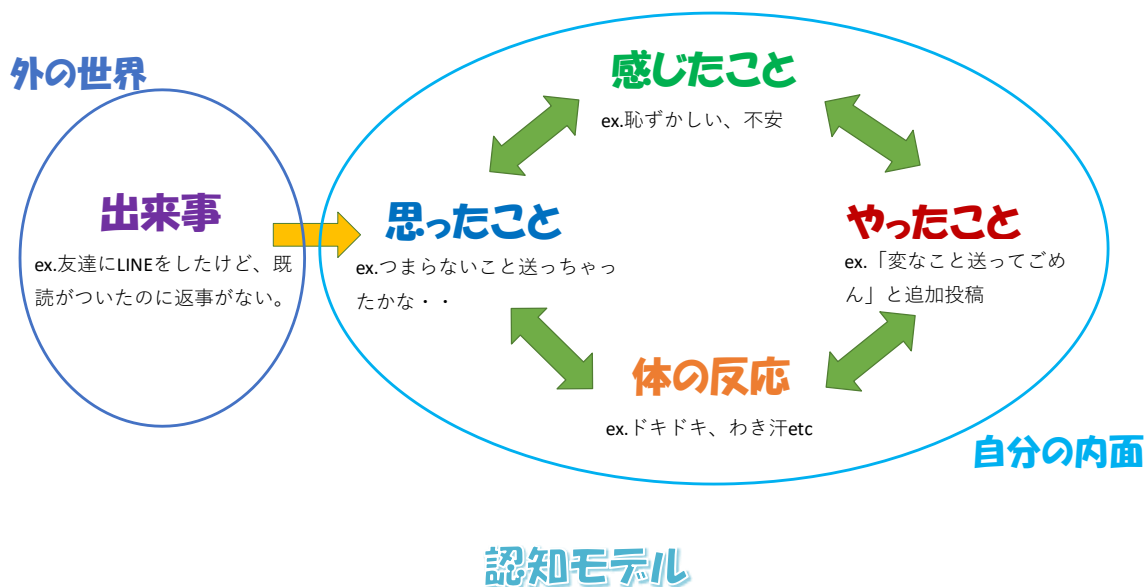 外の世界
感じたこと
ex.恥ずかしい、不安
出来事
ex.友達にLINEをしたけど、既
読がついたのに返事がない。
思ったこと
ex.つまらないこと送っちゃっ
たかな・・
やったこと
ex.「変なこと送ってごめ
ん」と追加投稿
体の反応
ex.ドキドキ、わき汗etc
自分の内面
認知モデル